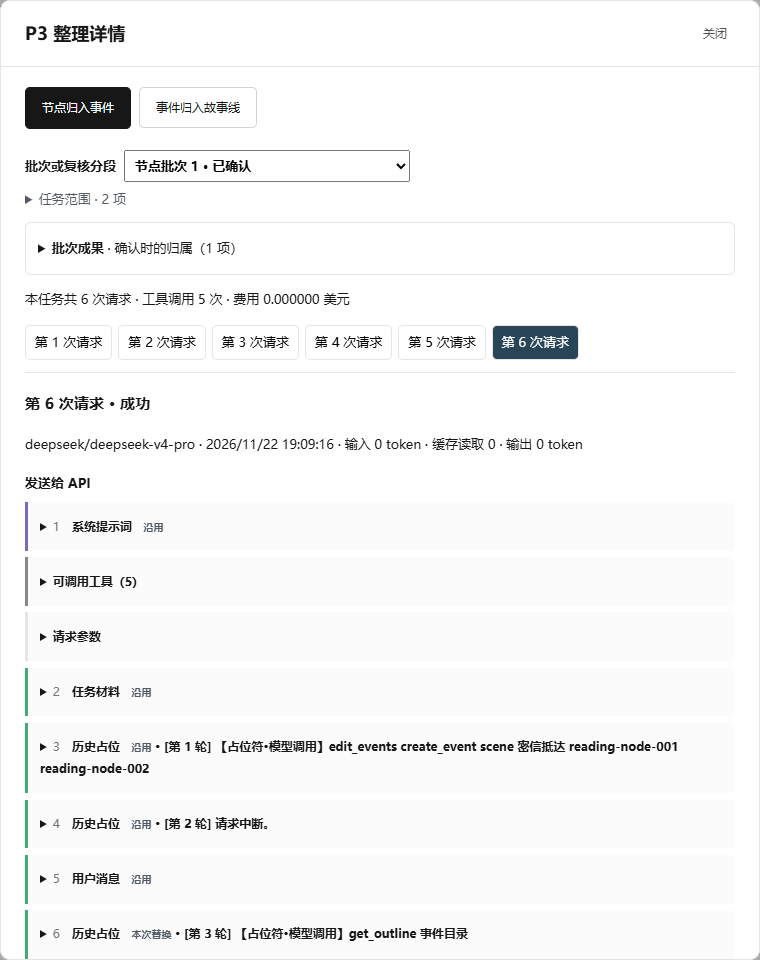 P3 整理详情
关闭
节点归入事件
事件归入故事线
批次或复核分段
节点批次 1 • 已确认
▶ 任务范围 · 2 项
▶ 批次成果 · 确认时的归属（1 项）
本任务共 6 次请求 · 工具调用 5 次 · 费用 0.000000 美元
第 1 次请求
第 2 次请求
第 3 次请求
第 4 次请求
第 5 次请求
第 6 次请求
第 6 次请求 • 成功
deepseek/deepseek-v4-pro · 2026/11/22 19:09:16 · 输入 0 token · 缓存读取 0 · 输出 0 token
发送给 API
▶ 1 系统提示词 沿用
▶ 可调用工具（5）
▶ 请求参数
▶ 2 任务材料 沿用
▶ 3 历史占位 沿用 • [第 1 轮] 【占位符·模型调用】edit_events create_event scene 密信抵达 reading-node-001
reading-node-002
▶ 4 历史占位 沿用 • [第 2 轮] 请求中断。
▶ 5 用户消息 沿用
▶ 6 历史占位 本次替换 • [第 3 轮] 【占位符·模型调用】get_outline 事件目录